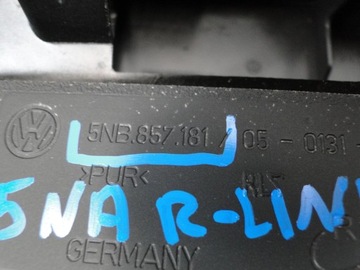 5NB.857.181
05-0131-
>PUR<
5NA R-LIN
GERMANY